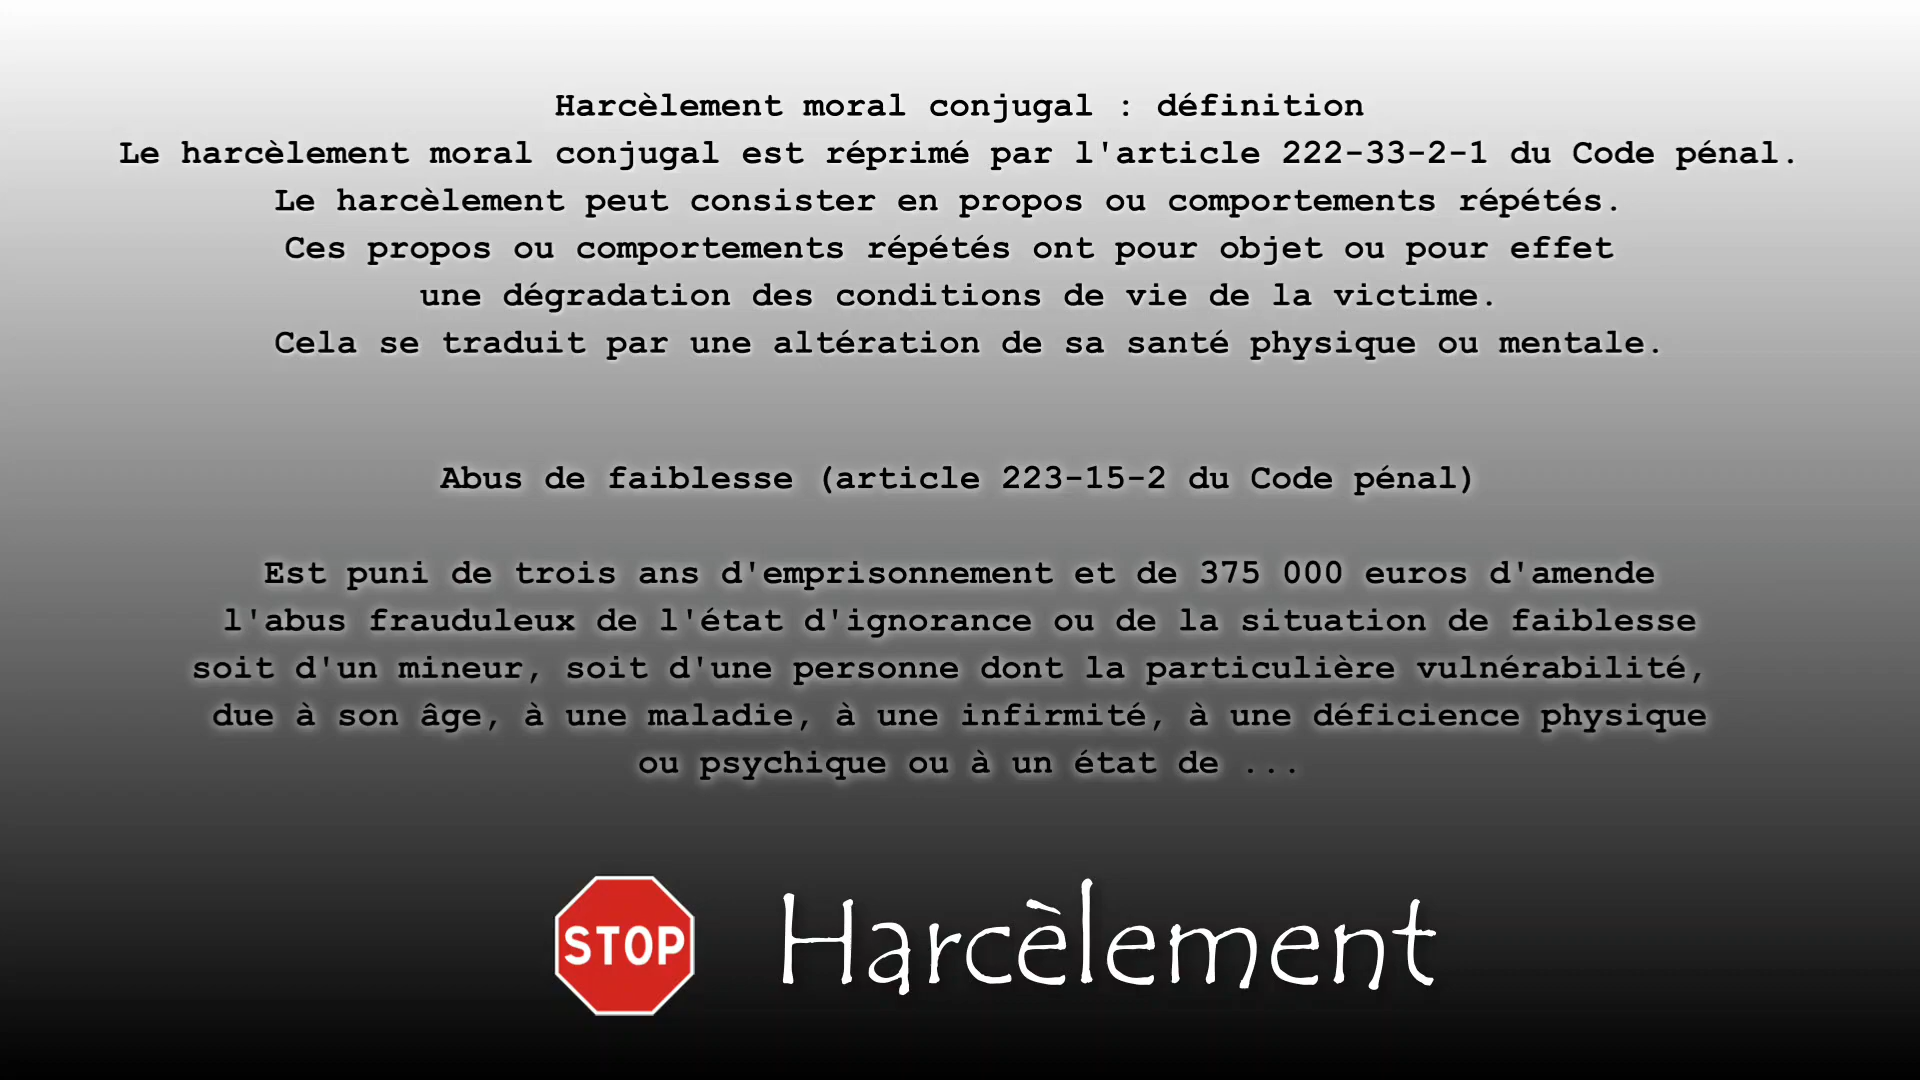 Harcèlement moral conjugal : définition
Le harcèlement moral conjugal est réprimé par l'article 222-33-2-1 du Code pénal.
Le harcèlement peut consister en propos ou comportements répétés.
Ces propos ou comportements répétés ont pour objet ou pour effet
une dégradation des conditions de vie de la victime.
Cela se traduit par une altération de sa santé physique ou mentale.
Abus de faiblesse (article 223-15-2 du Code pénal)
Est puni de trois ans d'emprisonnement et de 375 000 euros d'amende
l'abus frauduleux de l'état d'ignorance ou de la situation de faiblesse
soit d'un mineur, soit d'une personne dont la particulière vulnérabilité,
due à son âge, à une maladie, à une infirmité, à une déficience physique
ou psychique ou à un état de ...
STOP Harcèlement